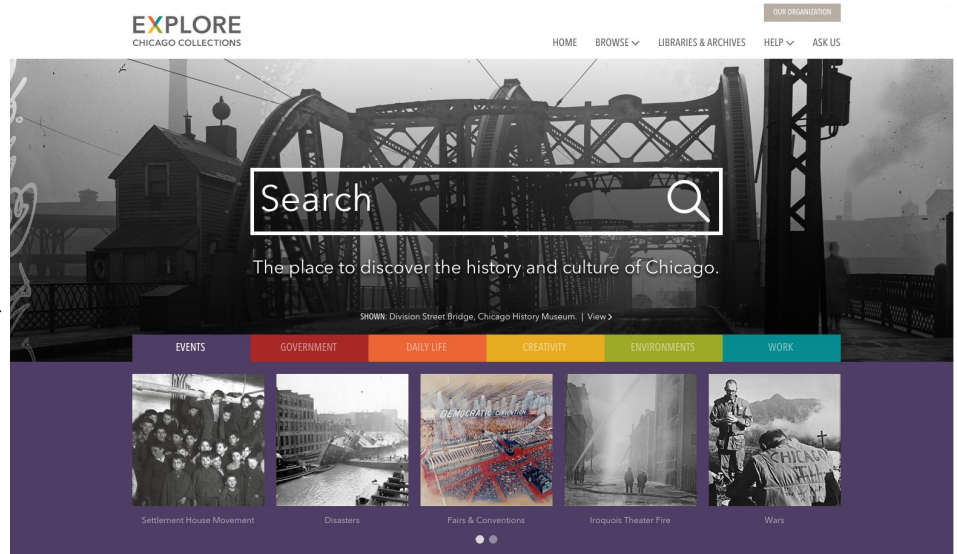 OUR ORGANIZATION
EXPLORE
CHICAGO COLLECTIONS
HOME BROWSE LIBRARIES & ARCHIVES HELP ASK US
Search
The place to discover the history and culture of Chicago.
SHOWN: Division Street Bridge, Chicago History Museum. | View >
EVENTS GOVERNMENT DAILY LIFE CREATIVITY ENVIRONMENTS WORK
DEMOCRATIC CONVENTION
CHICAGO
Settlement House Movement Disasters Fairs & Conventions Iroquois Theater Fire Wars